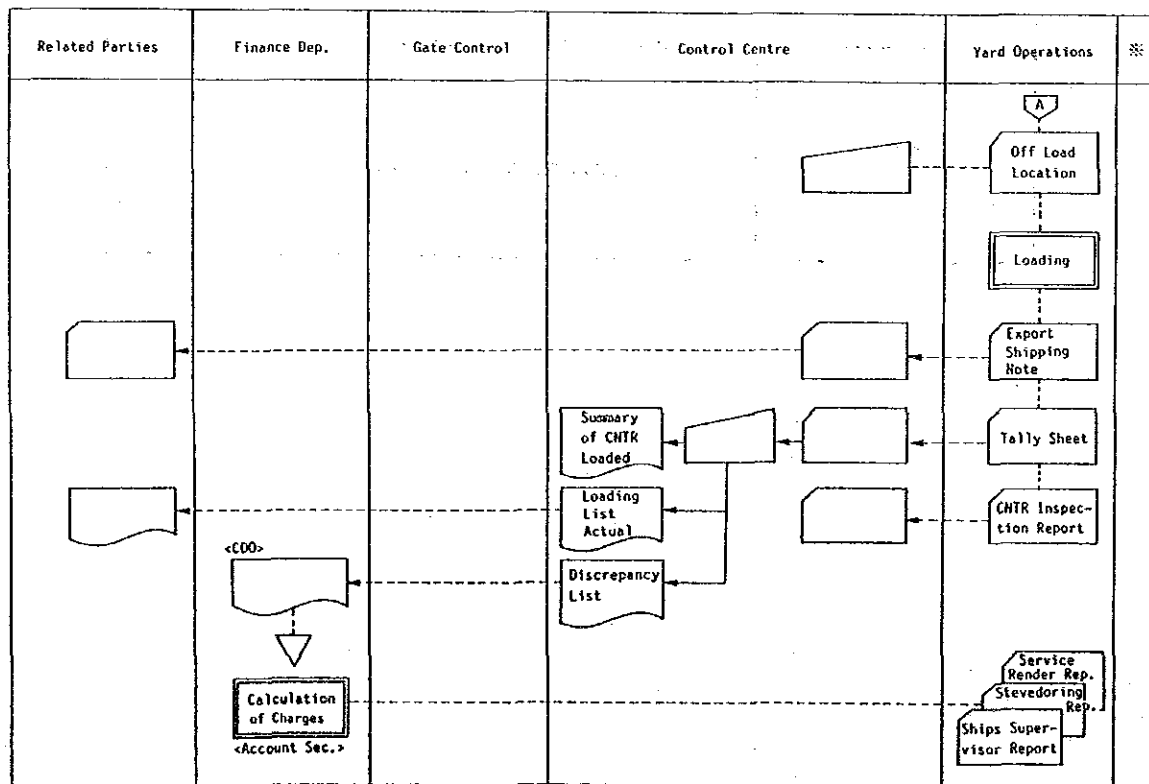 Related Parties
Finance Dep.
Gate Control
Control Centre
Yard Operations
※
A
Off Load
Location
Loading
Export
Shipping
Note
Summary
of CNTR
Loaded
Tally Sheet
Loading
List
Actual
CNTR Inspec-
tion Report
<CDO>
Discrepancy
List
Service
Render Rep.
Stevedoring
Rep.
Calculation
of Charges
Ships Super-
visor Report
<Account Sec.>